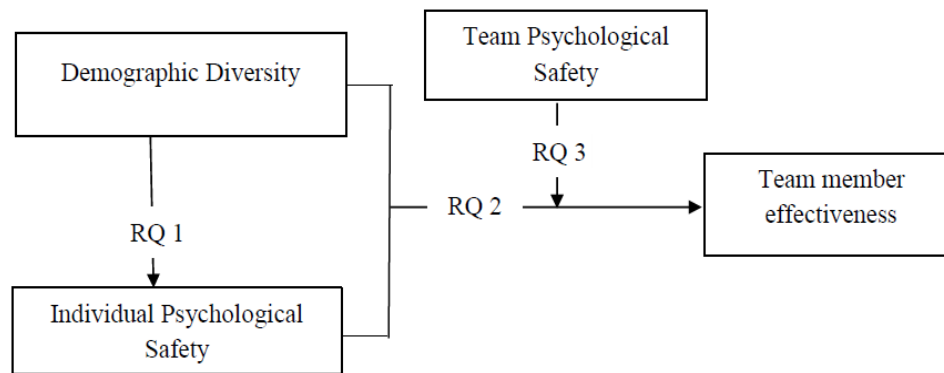 Demographic Diversity
Team Psychological
Safety
RQ 3
Team member
effectiveness
RQ 2
RQ 1
Individual Psychological
Safety